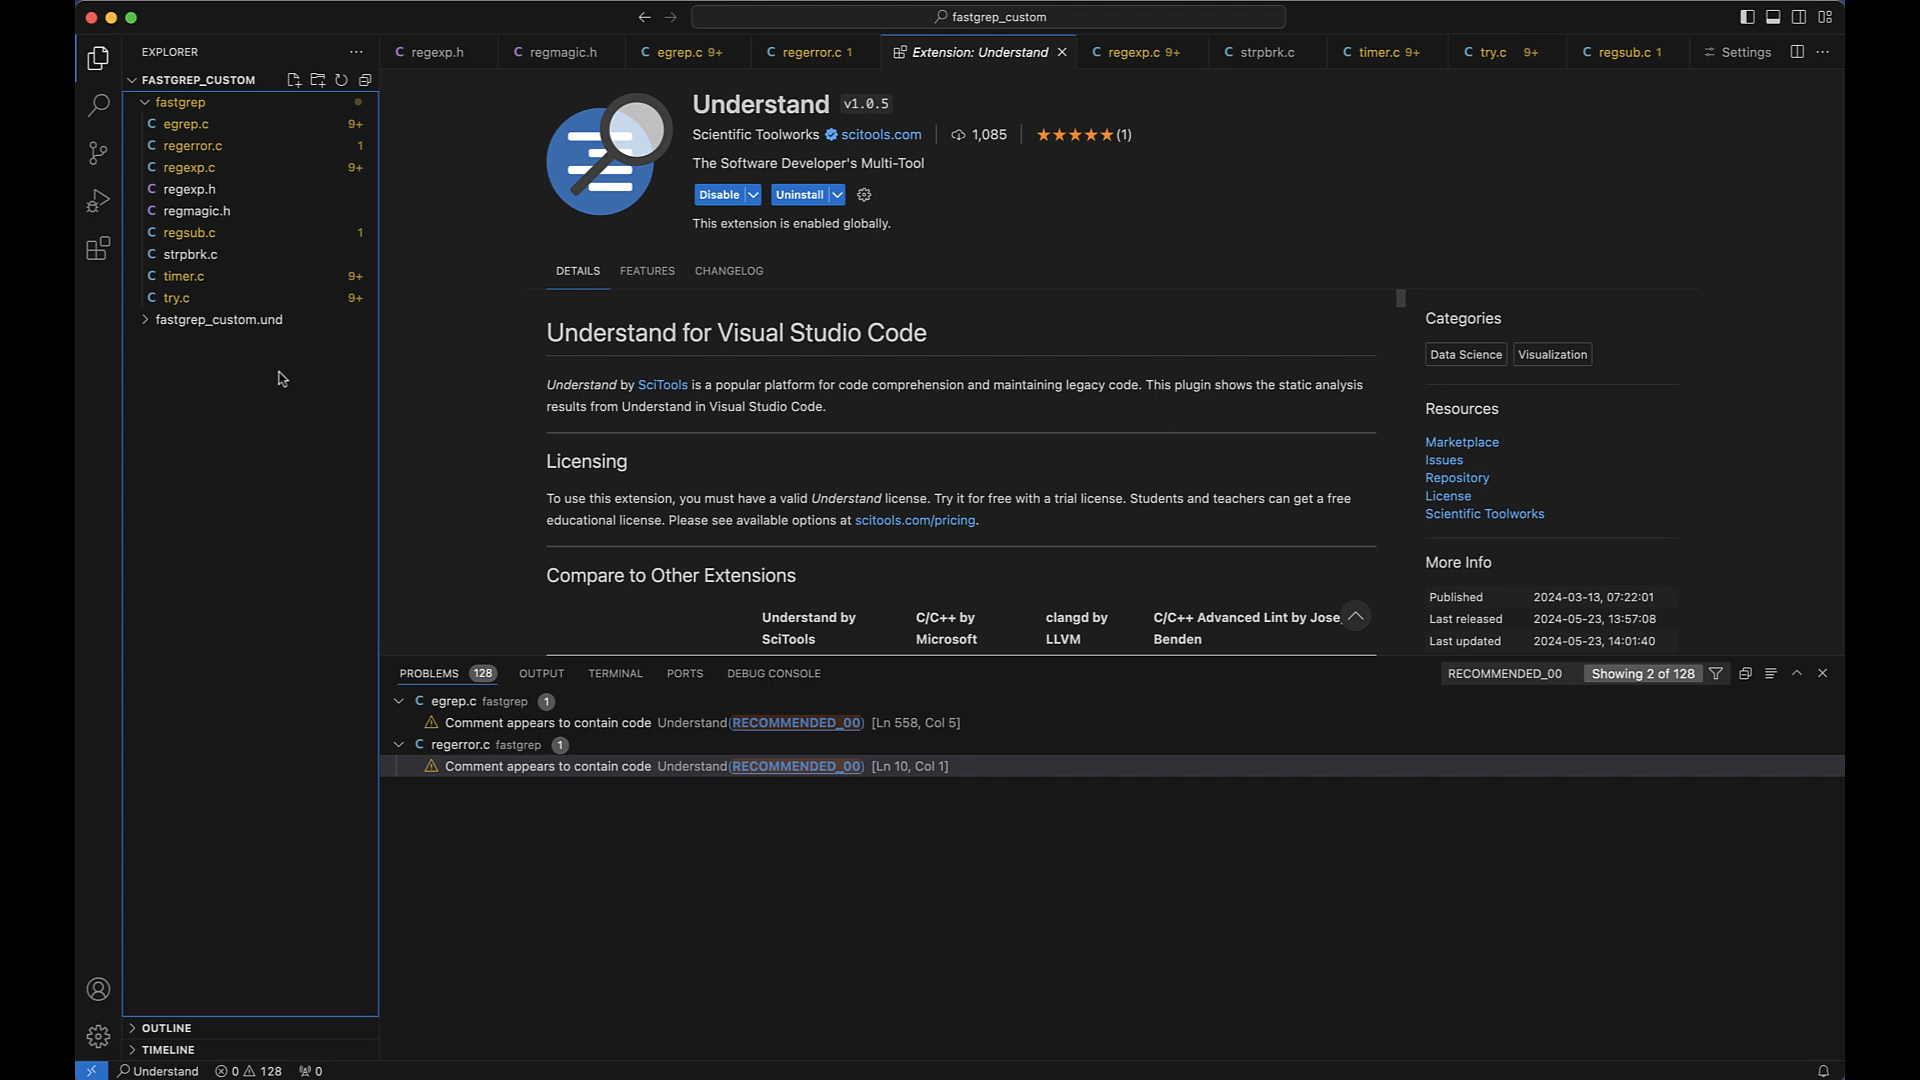 fastgrep_custom
EXPLORER
FASTGREP_CUSTOM
fastgrep
C egrep.c 9+
C regerror.c 1
C regexp.c 9+
C regexp.h
C regmagic.h
C regsub.c 1
C strpbrk.c
C timer.c 9+
C try.c 9+
fastgrep_custom.und
OUTLINE
TIMELINE
C regexp.h C regmagic.h C egrep.c 9+ C regerror.c 1 Extension: Understand C regexp.c 9+ C strpbrk.c C timer.c 9+ C try.c 9+ C regsub.c 1 Settings
Understand v1.0.5
Scientific Toolworks scitools.com 1,085 (1)
The Software Developer's Multi-Tool
Disable Uninstall
This extension is enabled globally.
DETAILS FEATURES CHANGELOG
Understand for Visual Studio Code
Understand by SciTools is a popular platform for code comprehension and maintaining legacy code. This plugin shows the static analysis
results from Understand in Visual Studio Code.
Licensing
To use this extension, you must have a valid Understand license. Try it for free with a trial license. Students and teachers can get a free
educational license. Please see available options at scitools.com/pricing.
Compare to Other Extensions
Understand by C/C++ by clangd by C/C++ Advanced Lint by Jose
SciTools Microsoft LLVM Benden
Categories
Data Science Visualization
Resources
Marketplace
Issues
Repository
License
Scientific Toolworks
More Info
Published 2024-03-13, 07:22:01
Last released 2024-05-23, 13:57:08
Last updated 2024-05-23, 14:01:40
PROBLEMS 128 OUTPUT TERMINAL PORTS DEBUG CONSOLE RECOMMENDED_00 Showing 2 of 128
C egrep.c fastgrep 1
Comment appears to contain code Understand(RECOMMENDED_00) [Ln 558, Col 5]
C regerror.c fastgrep 1
Comment appears to contain code Understand(RECOMMENDED_00) [Ln 10, Col 1]
Understand 0 128 0